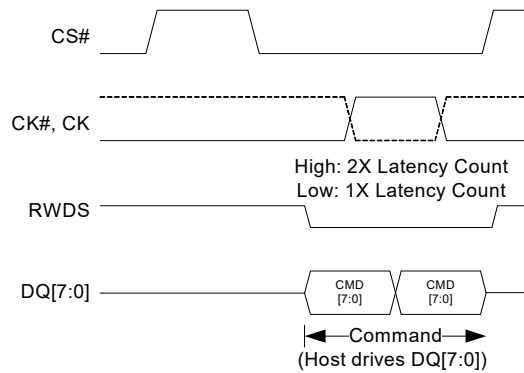 CS#
CK#, CK
High: 2X Latency Count
Low: 1X Latency Count
RWDS
DQ[7:0]
CMD
[7:0]
CMD
[7:0]
Command
(Host drives DQ[7:0])